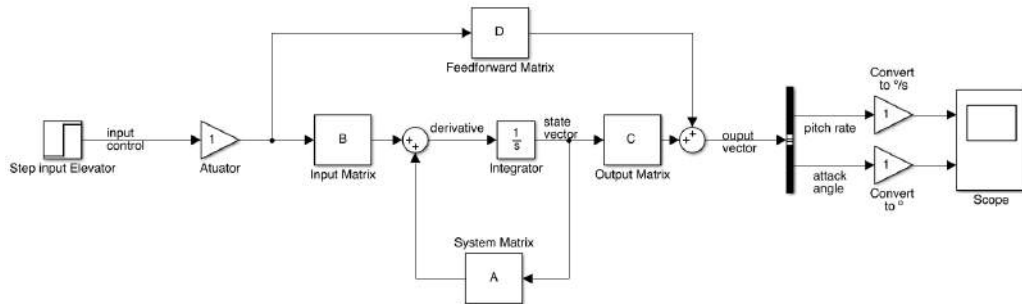 D
Feedforward Matrix
Convert
to º/s
1
pitch rate
Step input Elevator
input
control
1
Atuator
B
Input Matrix
+
+
derivative
1
s
Integrator
state
vector
C
Output Matrix
+
+
ouput
vector
1
attack
angle
Convert
to º
Scope
System Matrix
A